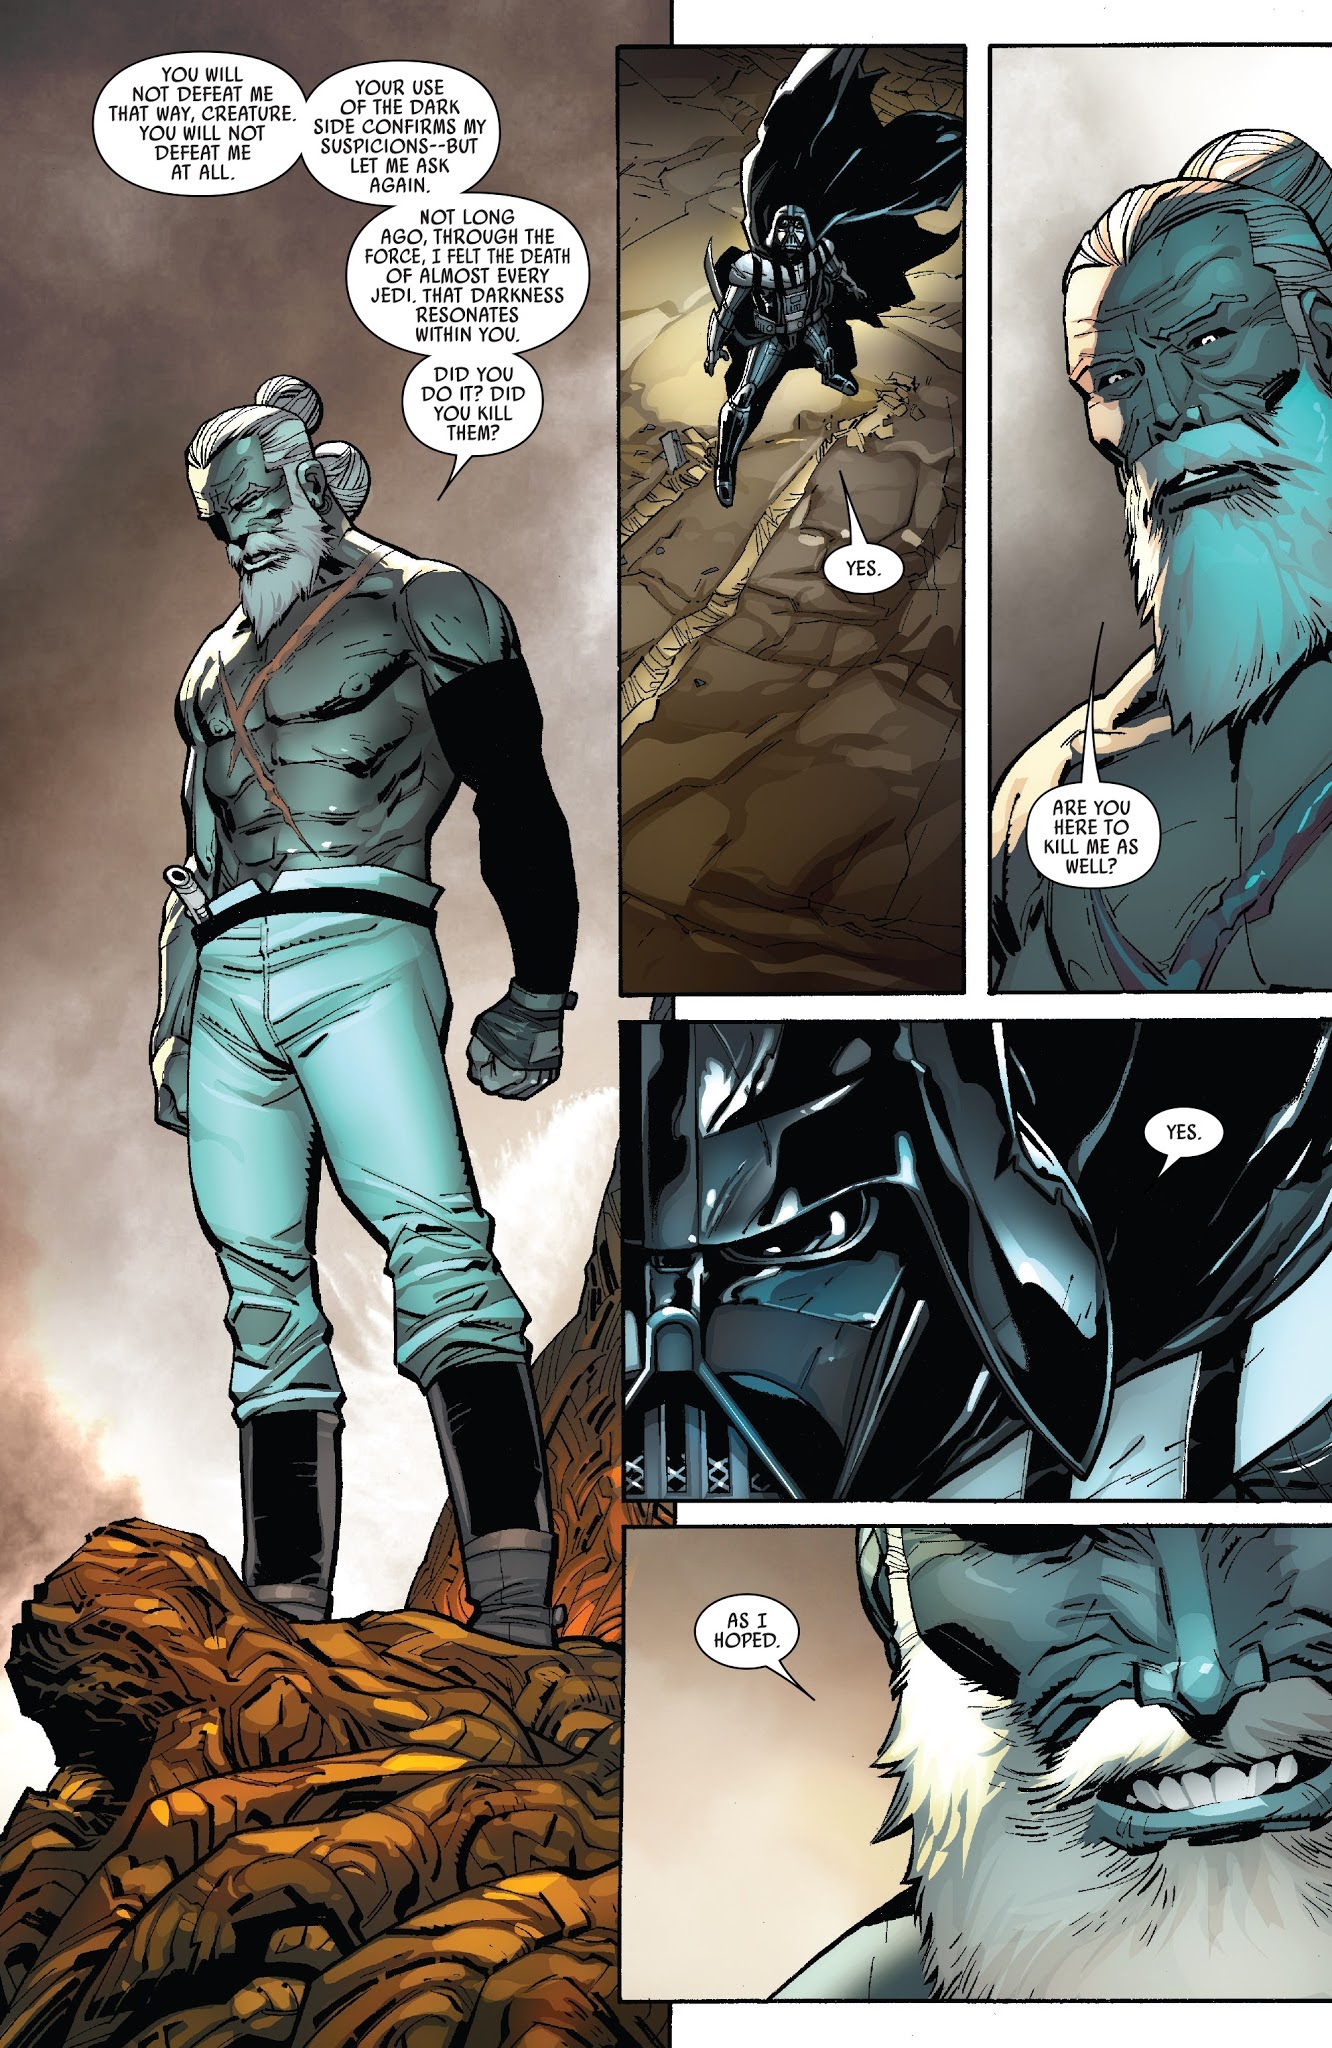 YOU WILL
NOT DEFEAT ME
THAT WAY, CREATURE.
YOU WILL NOT
DEFEAT ME
AT ALL.
YOUR USE
OF THE DARK
SIDE CONFIRMS MY
SUSPICIONS--BUT
LET ME ASK
AGAIN.
NOT LONG
AGO, THROUGH THE
FORCE, I FELT THE DEATH
OF ALMOST EVERY
JEDI. THAT DARKNESS
RESONATES
WITHIN YOU.
DID YOU
DO IT? DID
YOU KILL
THEM?
YES.
ARE YOU
HERE TO
KILL ME AS
WELL?
YES.
AS I
HOPED.